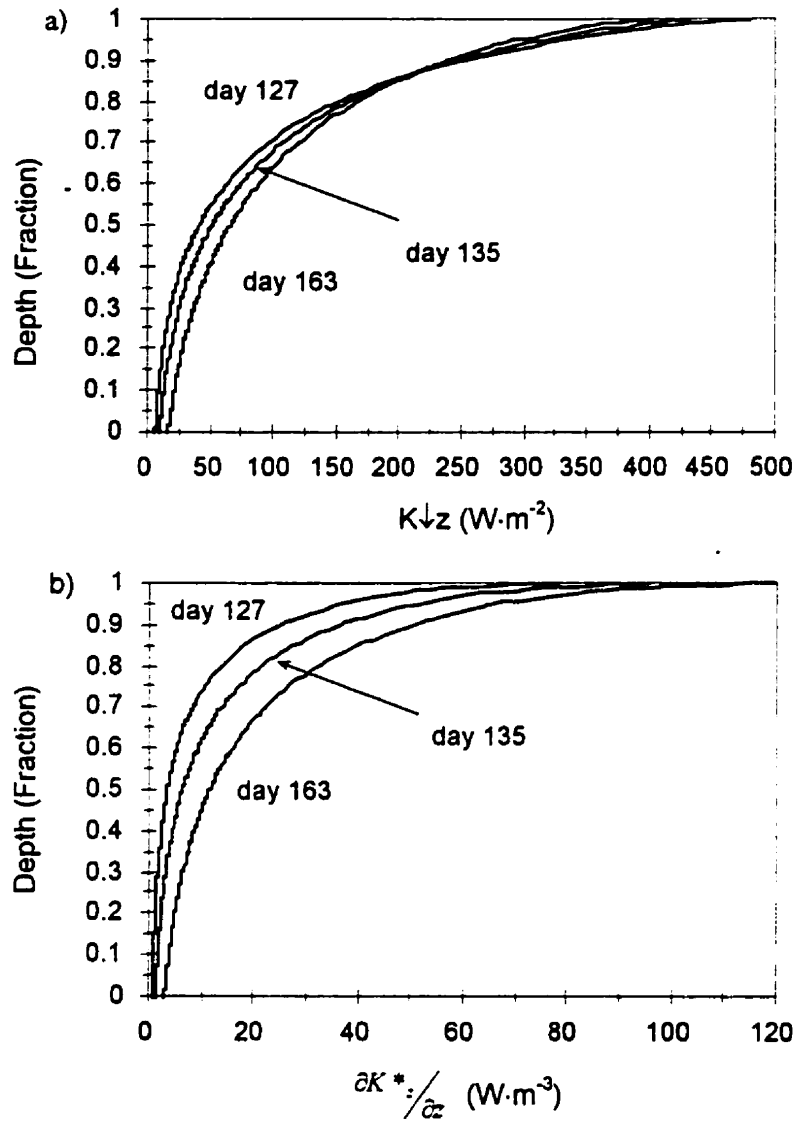 a)
1
0.9
0.8
0.7
0.6
0.5
0.4
0.3
0.2
0.1
0
Depth (Fraction)
day 127
day 135
day 163
0 50 100 150 200 250 300 350 400 450 500
K↓z (W·m⁻²)
b)
1
0.9
0.8
0.7
0.6
0.5
0.4
0.3
0.2
0.1
0
Depth (Fraction)
day 127
day 135
day 163
0 20 40 60 80 100 120
∂K*z/∂z (W·m⁻³)